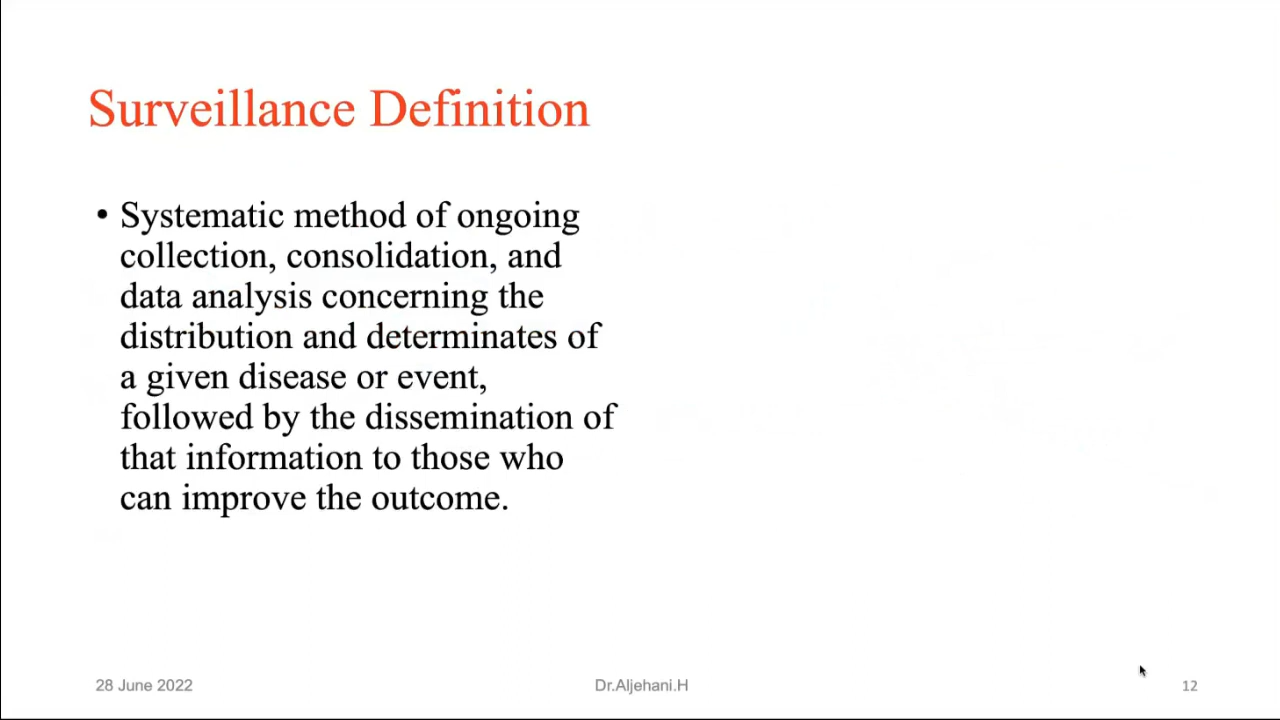 Surveillance Definition
• Systematic method of ongoing
collection, consolidation, and
data analysis concerning the
distribution and determinates of
a given disease or event,
followed by the dissemination of
that information to those who
can improve the outcome.
28 June 2022
Dr.Aljehani.H
12